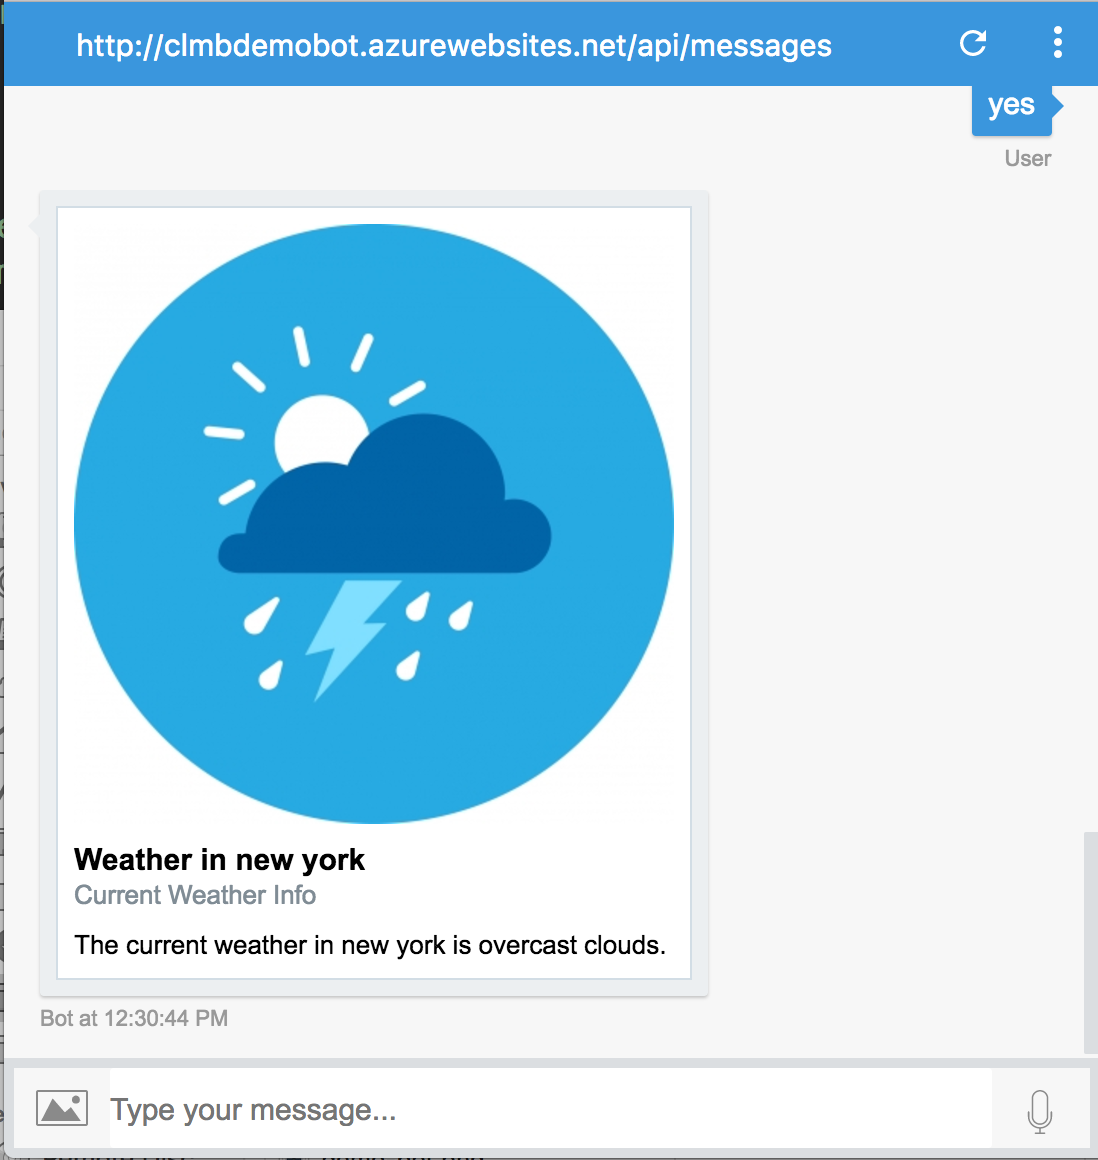 http://clmbdemobot.azurewebsites.net/api/messages
yes
User
Weather in new york
Current Weather Info
The current weather in new york is overcast clouds.
Bot at 12:30:44 PM
Type your message...